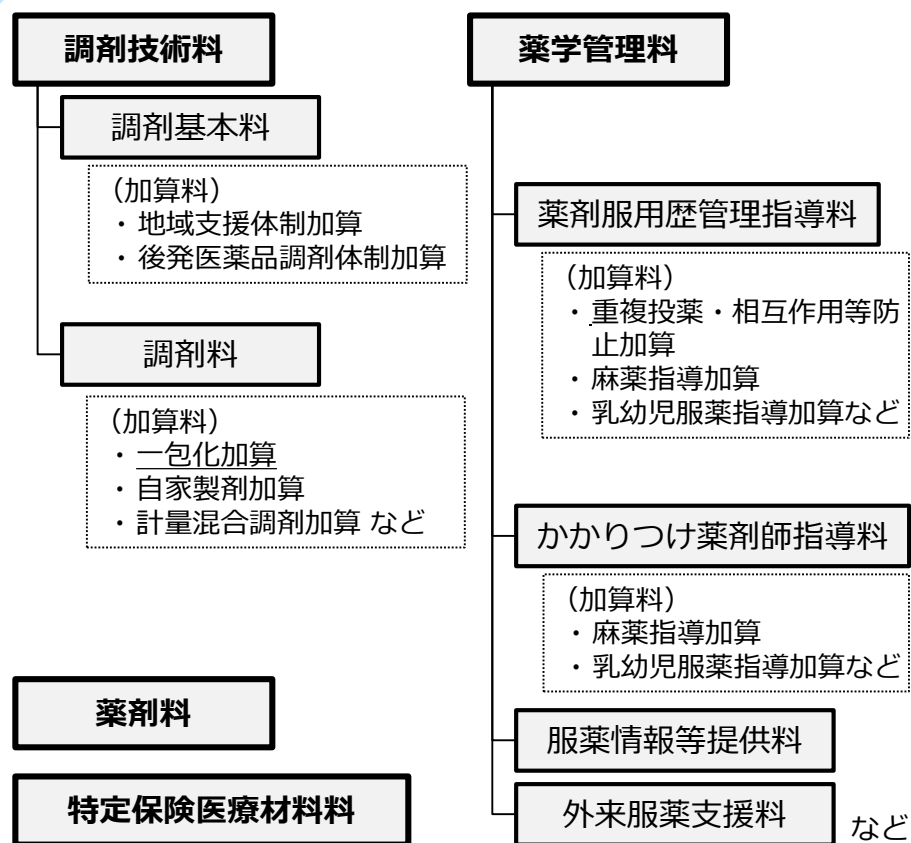 調剤技術料
調剤基本料
（加算料）
・地域支援体制加算
・後発医薬品調剤体制加算
調剤料
（加算料）
・一包化加算
・自家製剤加算
・計量混合調剤加算 など
薬剤料
特定保険医療材料料
薬学管理料
薬剤服用歴管理指導料
（加算料）
・重複投薬・相互作用等防
止加算
・麻薬指導加算
・乳幼児服薬指導加算など
かかりつけ薬剤師指導料
（加算料）
・麻薬指導加算
・乳幼児服薬指導加算など
服薬情報等提供料
外来服薬支援料
など